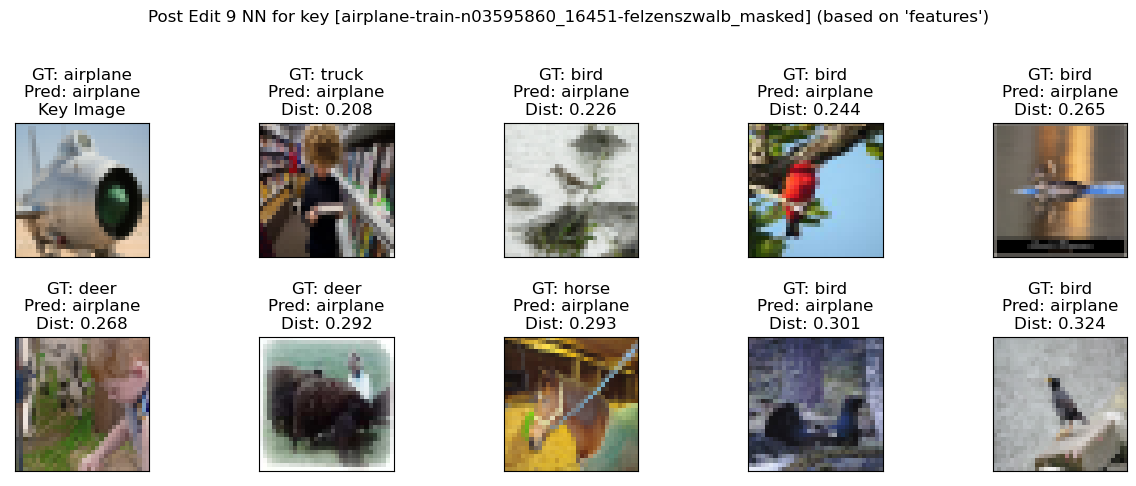 Post Edit 9 NN for key [airplane-train-n03595860_16451-felzenszwalb_masked] (based on 'features')
GT: airplane
Pred: airplane
Key Image
GT: truck
Pred: airplane
Dist: 0.208
GT: bird
Pred: airplane
Dist: 0.226
GT: bird
Pred: airplane
Dist: 0.244
GT: bird
Pred: airplane
Dist: 0.265
GT: deer
Pred: airplane
Dist: 0.268
GT: deer
Pred: airplane
Dist: 0.292
GT: horse
Pred: airplane
Dist: 0.293
GT: bird
Pred: airplane
Dist: 0.301
GT: bird
Pred: airplane
Dist: 0.324